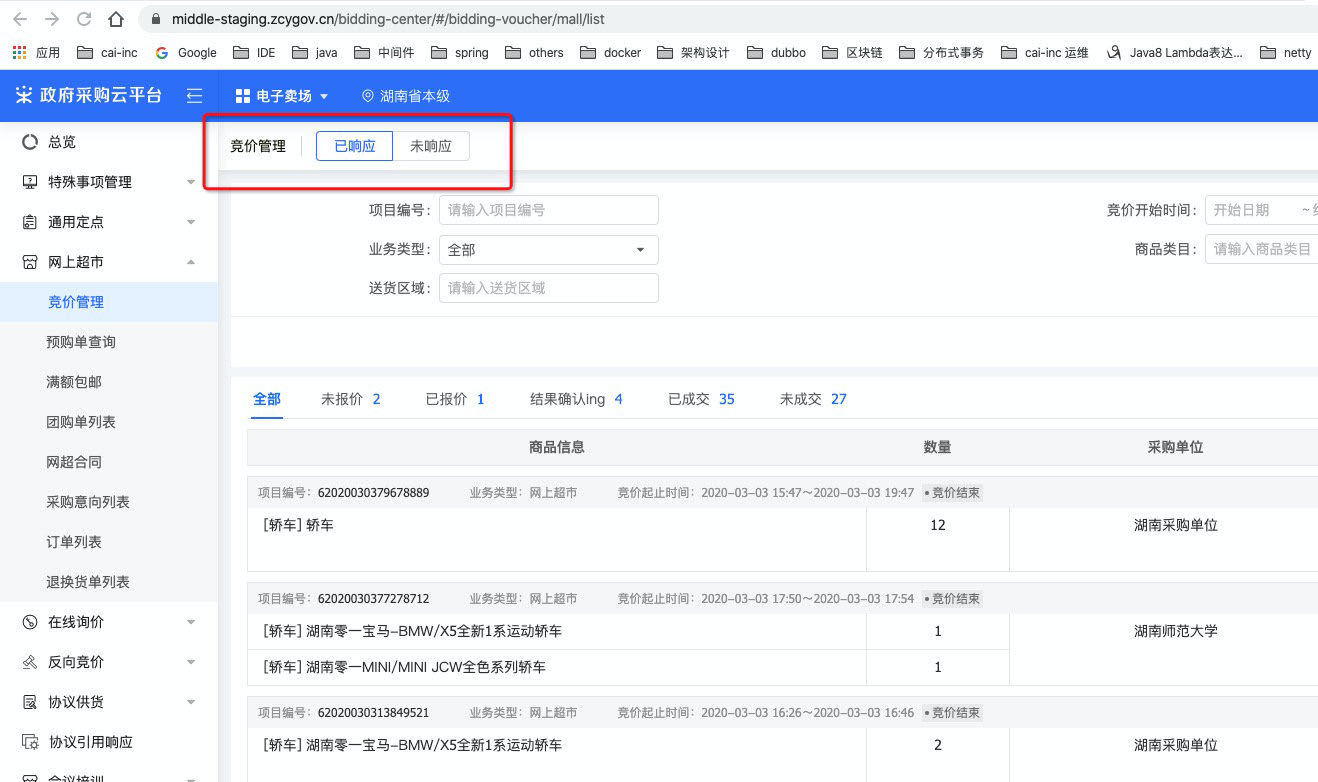 middle-staging.zcygov.cn/bidding-center/#/bidding-voucher/mall/list
应用 cai-inc Google IDE java 中间件 spring others docker 架构设计 dubbo 区块链 分布式事务 cai-inc 运维 Java8 Lambda表达... netty
政府采购云平台 电子卖场 湖南省本级
总览
特殊事项管理
通用定点
网上超市
竞价管理
预购单查询
满额包邮
团购单列表
网超合同
采购意向列表
订单列表
退换货单列表
在线询价
反向竞价
协议供货
协议引用响应
会议培训
竞价管理 已响应 未响应
项目编号: 请输入项目编号 竞价开始时间: 开始日期 ~
业务类型: 全部 商品类目: 请输入商品类目
送货区域: 请输入送货区域
全部 未报价 2 已报价 1 结果确认ing 4 已成交 35 未成交 27
商品信息 数量 采购单位
项目编号: 62020030379678889 业务类型: 网上超市 竞价起止时间: 2020-03-03 15:47~2020-03-03 19:47 •竞价结束
[轿车] 轿车 12 湖南采购单位
项目编号: 62020030377278712 业务类型: 网上超市 竞价起止时间: 2020-03-03 17:50~2020-03-03 17:54 •竞价结束
[轿车] 湖南零一宝马-BMW/X5全新1系运动轿车 1 湖南师范大学
[轿车] 湖南零一MINI/MINI JCW全色系列轿车 1
项目编号: 62020030313849521 业务类型: 网上超市 竞价起止时间: 2020-03-03 16:26~2020-03-03 16:46 •竞价结束
[轿车] 湖南零一宝马-BMW/X5全新1系运动轿车 2 湖南采购单位